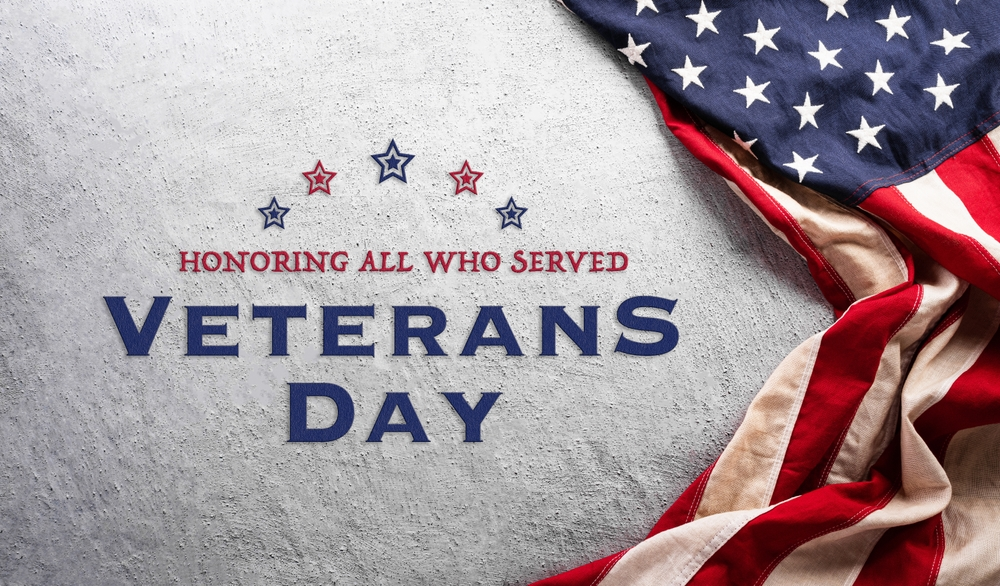 HONORING ALL WHO SERVED
VETERANS
DAY